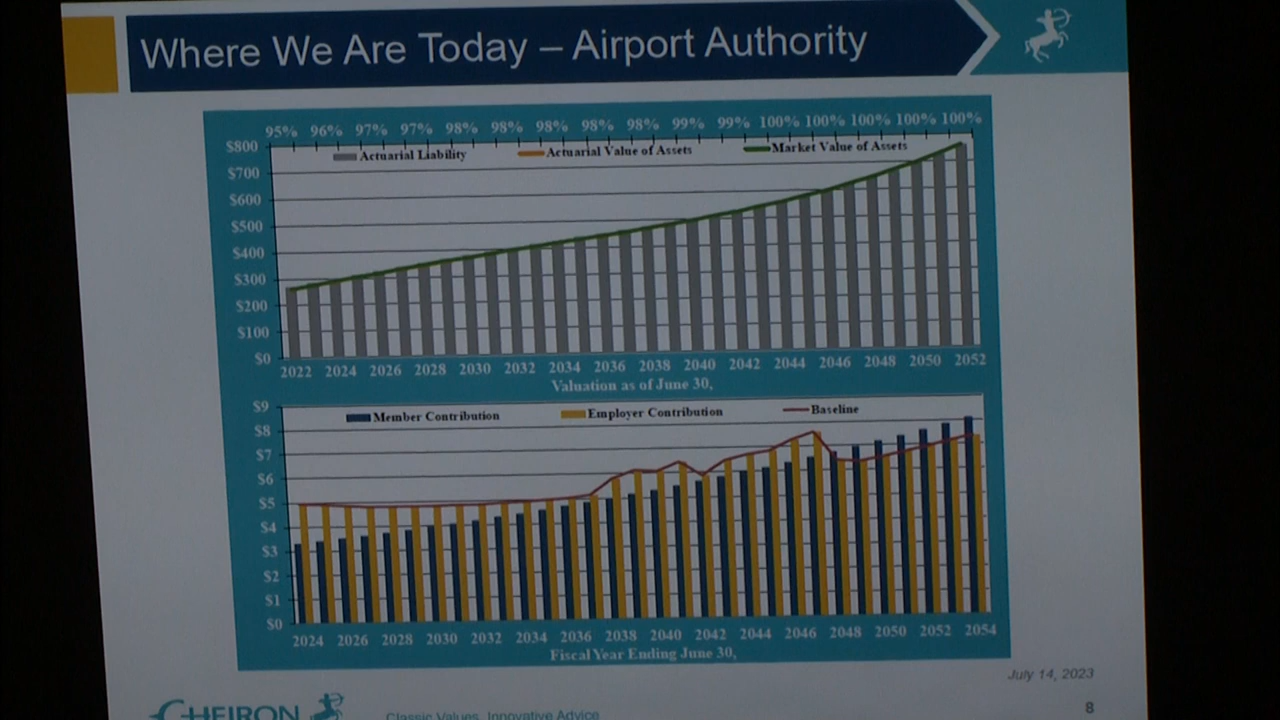 Where We Are Today – Airport Authority
95% 96% 97% 97% 98% 98% 98% 98% 98% 99% 99% 100% 100% 100% 100% 100%
Actuarial Liability Actuarial Value of Assets Market Value of Assets
$800
$700
$600
$500
$400
$300
$200
$100
$0
2022 2024 2026 2028 2030 2032 2034 2036 2038 2040 2042 2044 2046 2048 2050 2052
Valuation as of June 30,
Member Contribution Employer Contribution Baseline
$9
$8
$7
$6
$5
$4
$3
$2
$1
$0
2024 2026 2028 2030 2032 2034 2036 2038 2040 2042 2044 2046 2048 2050 2052 2054
Fiscal Year Ending June 30,
July 14, 2023
CHEIRON Classic Values, Innovative Advice
8